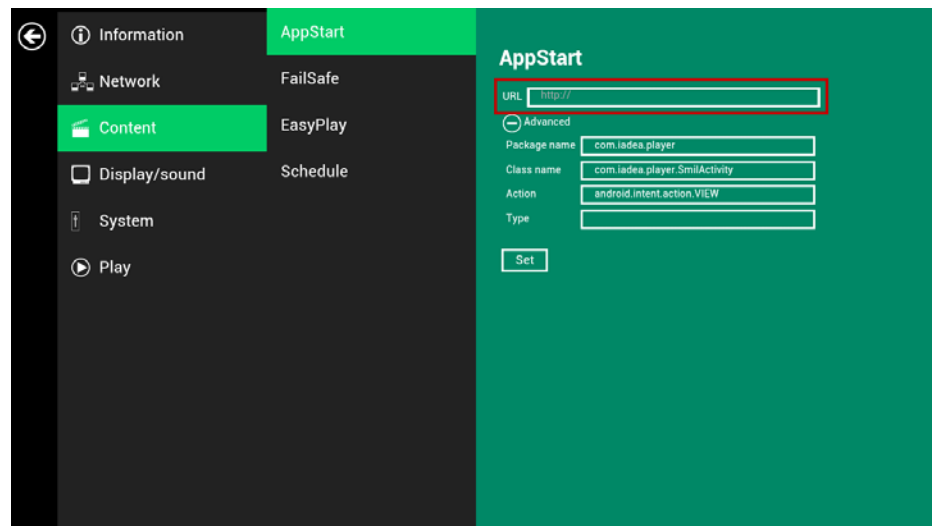 Information
Network
Content
Display/sound
System
Play
AppStart
FailSafe
EasyPlay
Schedule
AppStart
URL http://
Advanced
Package name com.iadea.player
Class name com.iadea.player.SmilActivity
Action android.intent.action.VIEW
Type
Set